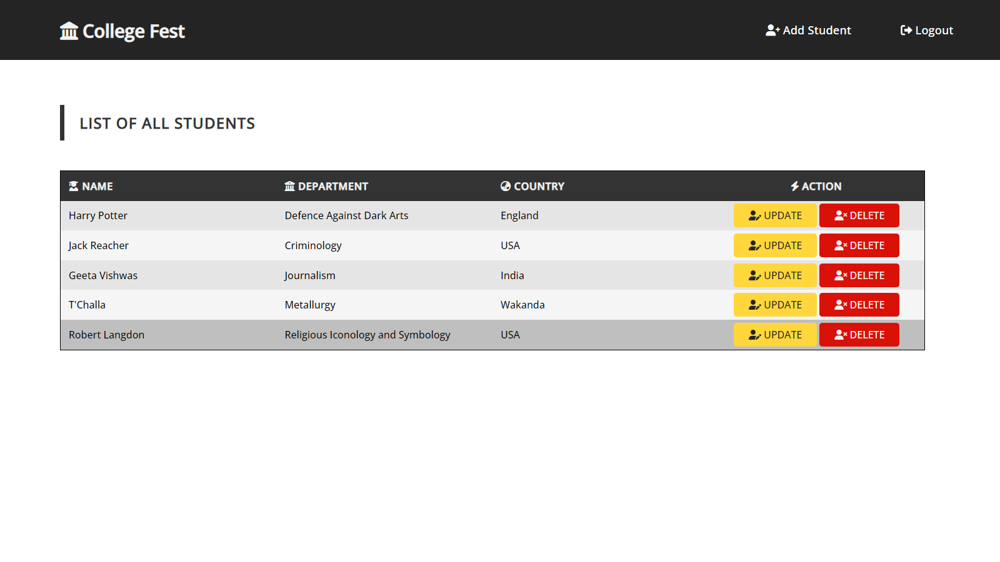 College Fest
Add Student
Logout
LIST OF ALL STUDENTS
NAME DEPARTMENT COUNTRY ACTION
Harry Potter Defence Against Dark Arts England UPDATE DELETE
Jack Reacher Criminology USA UPDATE DELETE
Geeta Vishwas Journalism India UPDATE DELETE
T'Challa Metallurgy Wakanda UPDATE DELETE
Robert Langdon Religious Iconology and Symbology USA UPDATE DELETE